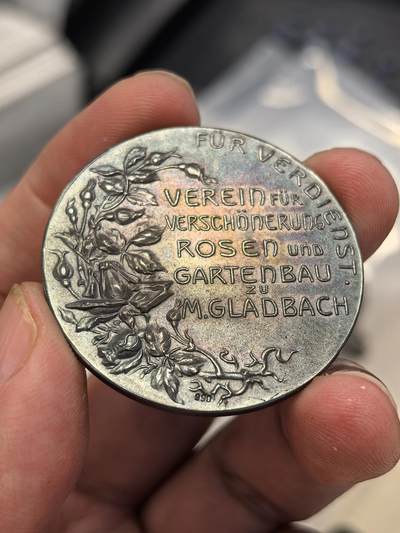 FÜR VERDIENST.
VEREIN FÜR
VERSCHÖNERUNG
ROSEN UND
GARTENBAU
ZU
M.GLADBACH